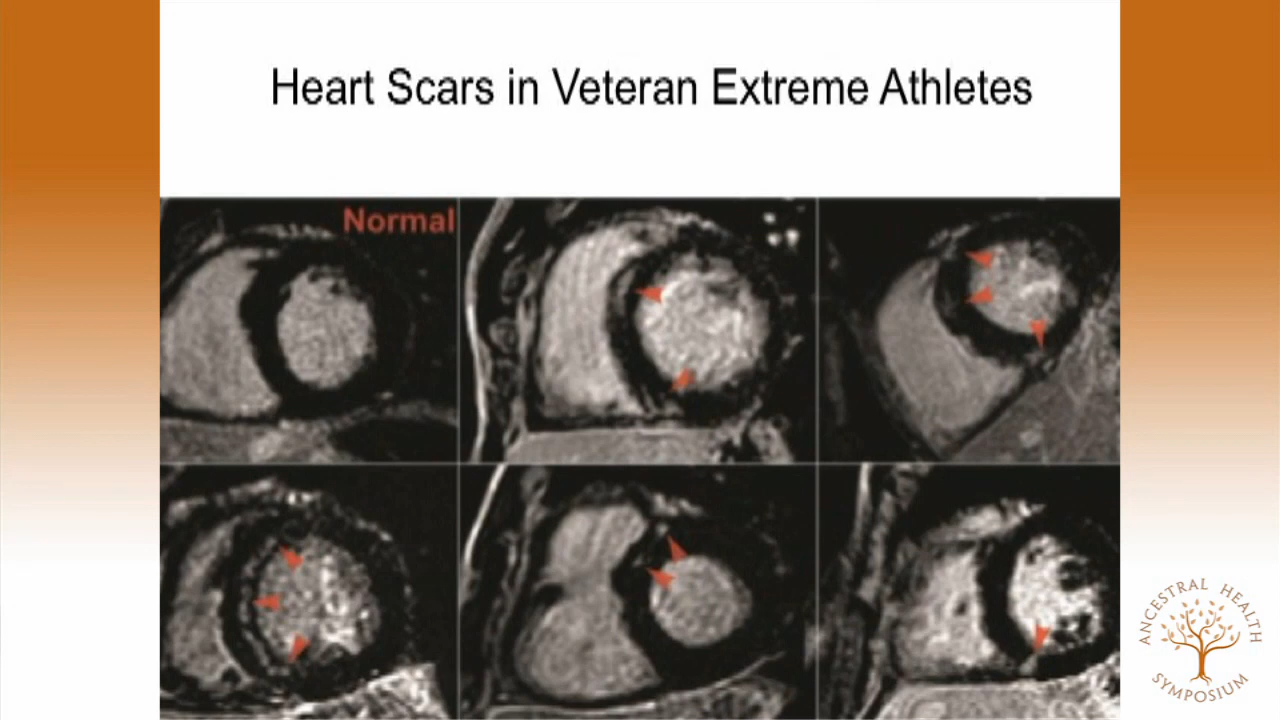 Heart Scars in Veteran Extreme Athletes
Normal
ANCESTRAL HEALTH
SYMPOSIUM